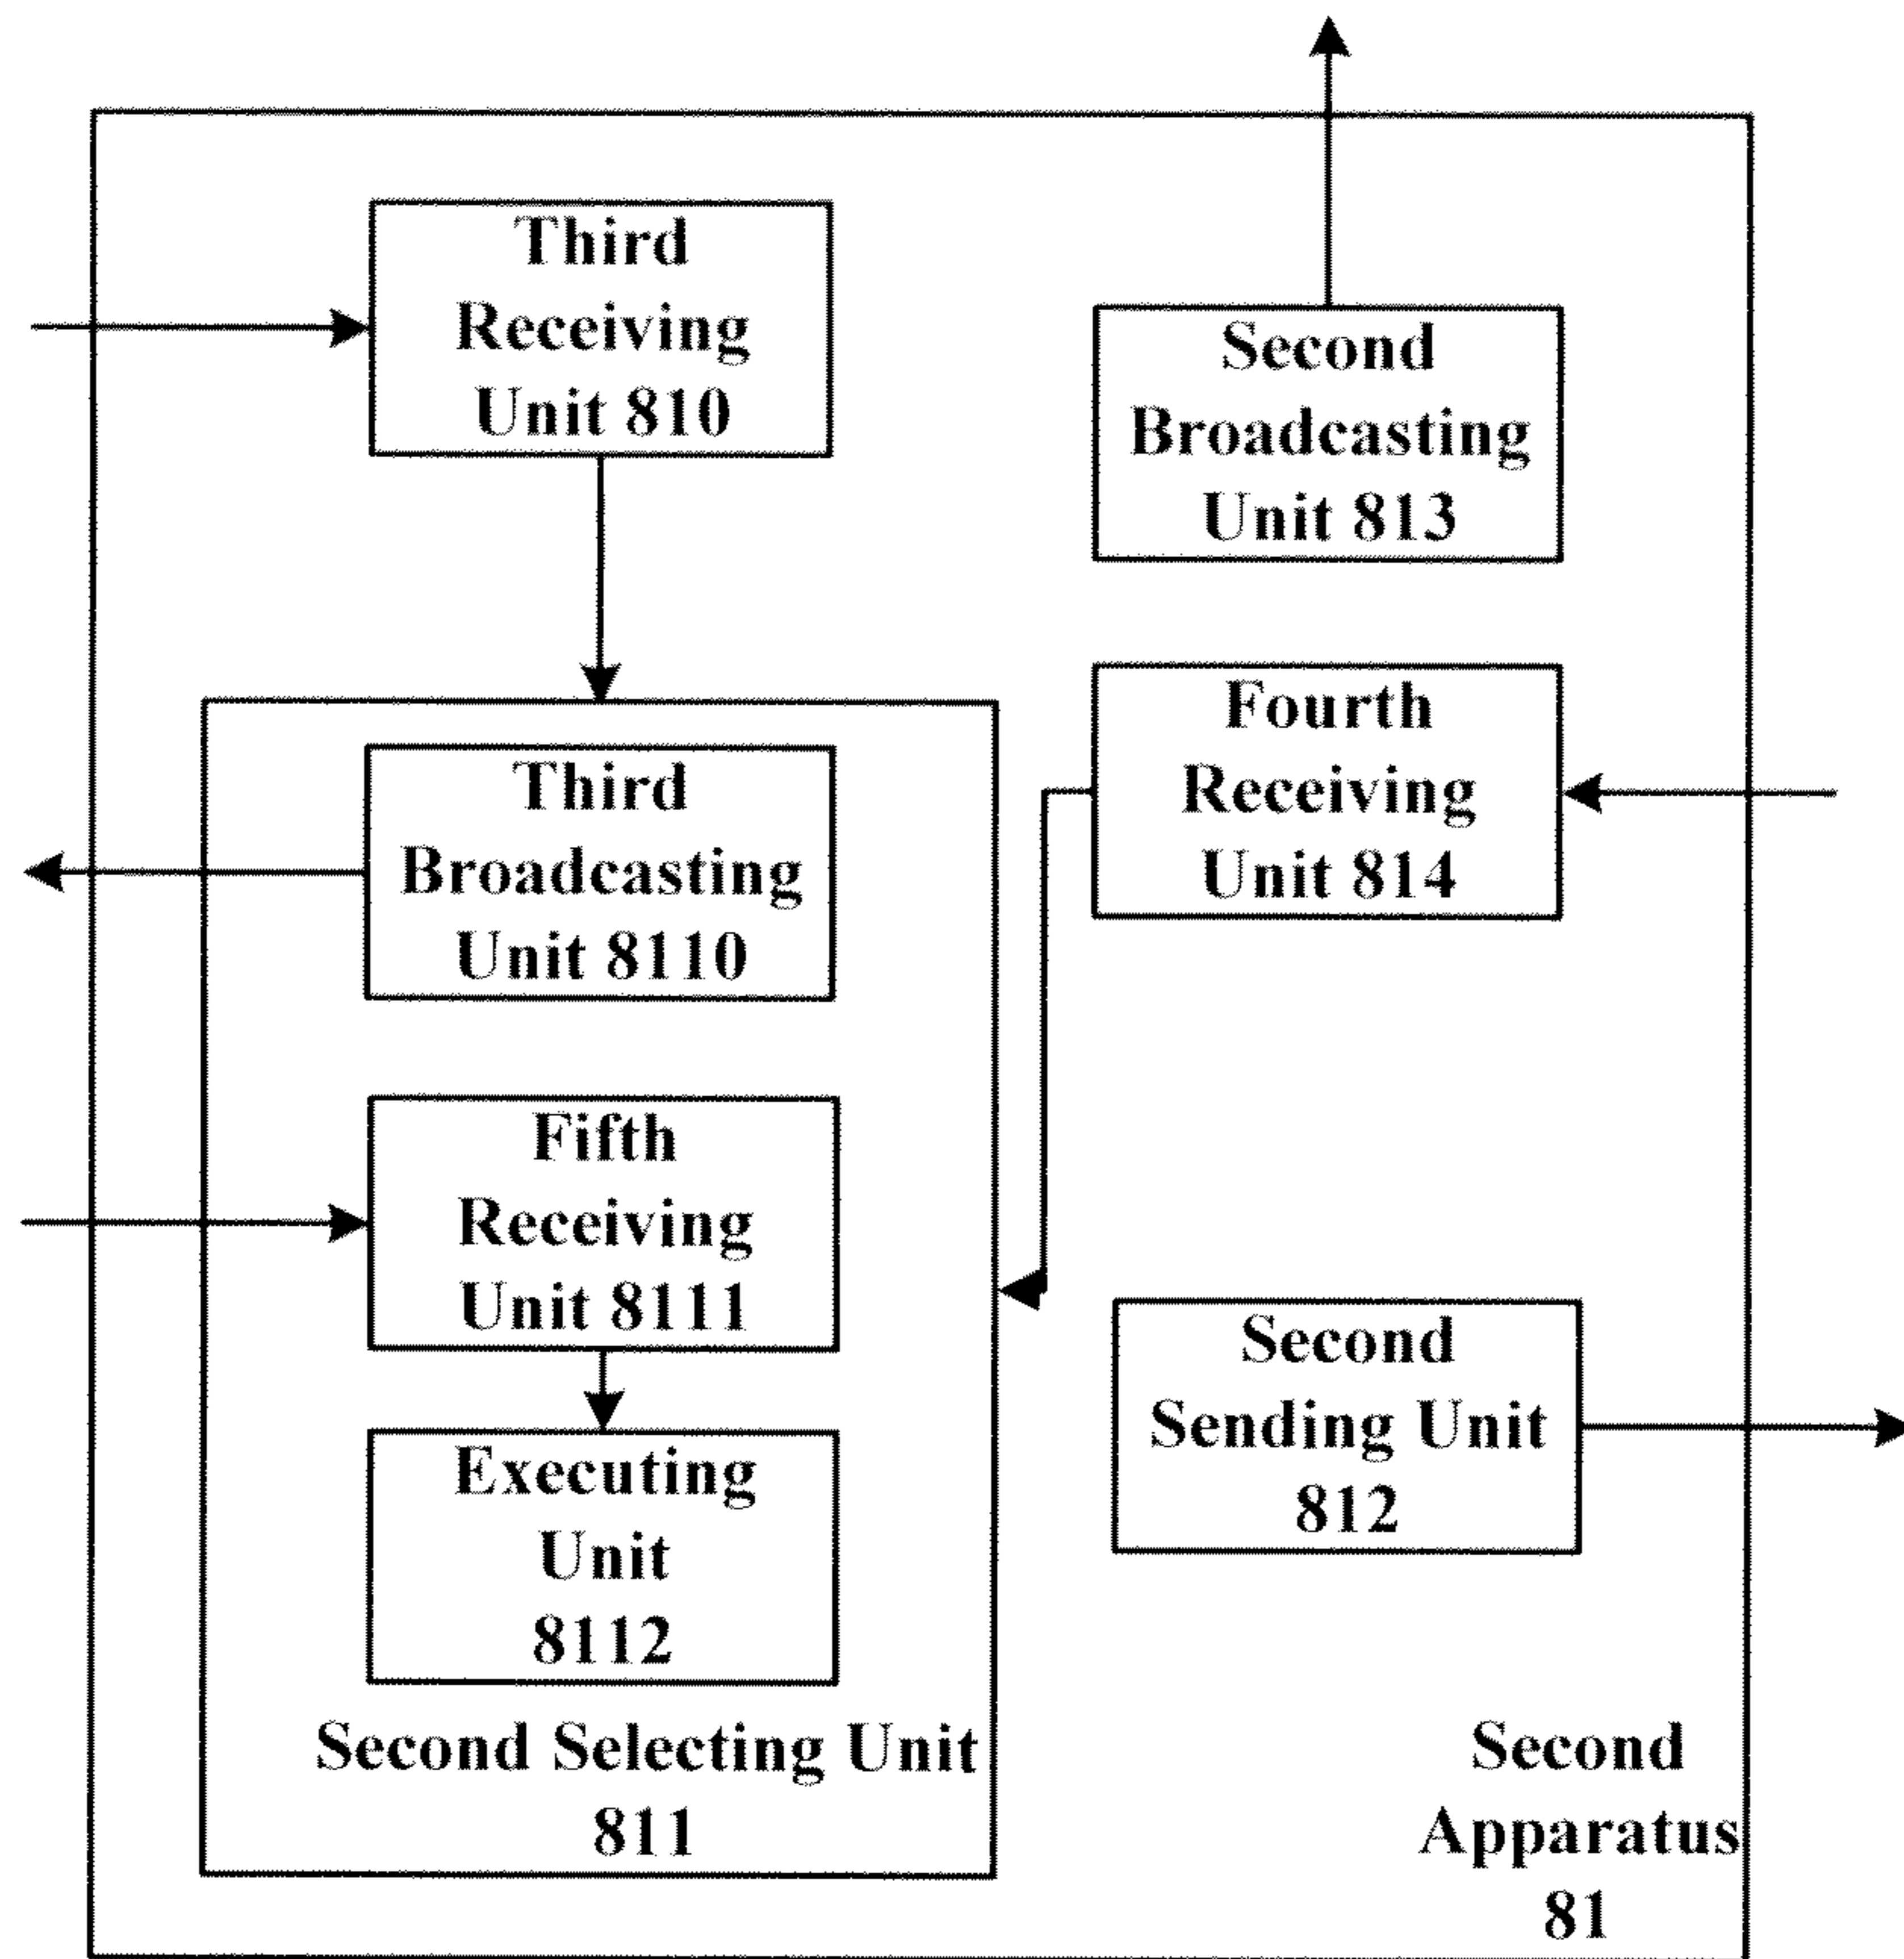 Third
Receiving
Unit 810
Second
Broadcasting
Unit 813
Third
Broadcasting
Unit 8110
Fourth
Receiving
Unit 814
Fifth
Receiving
Unit 8111
Executing
Unit
8112
Second Selecting Unit
811
Second
Sending Unit
812
Second
Apparatus
81